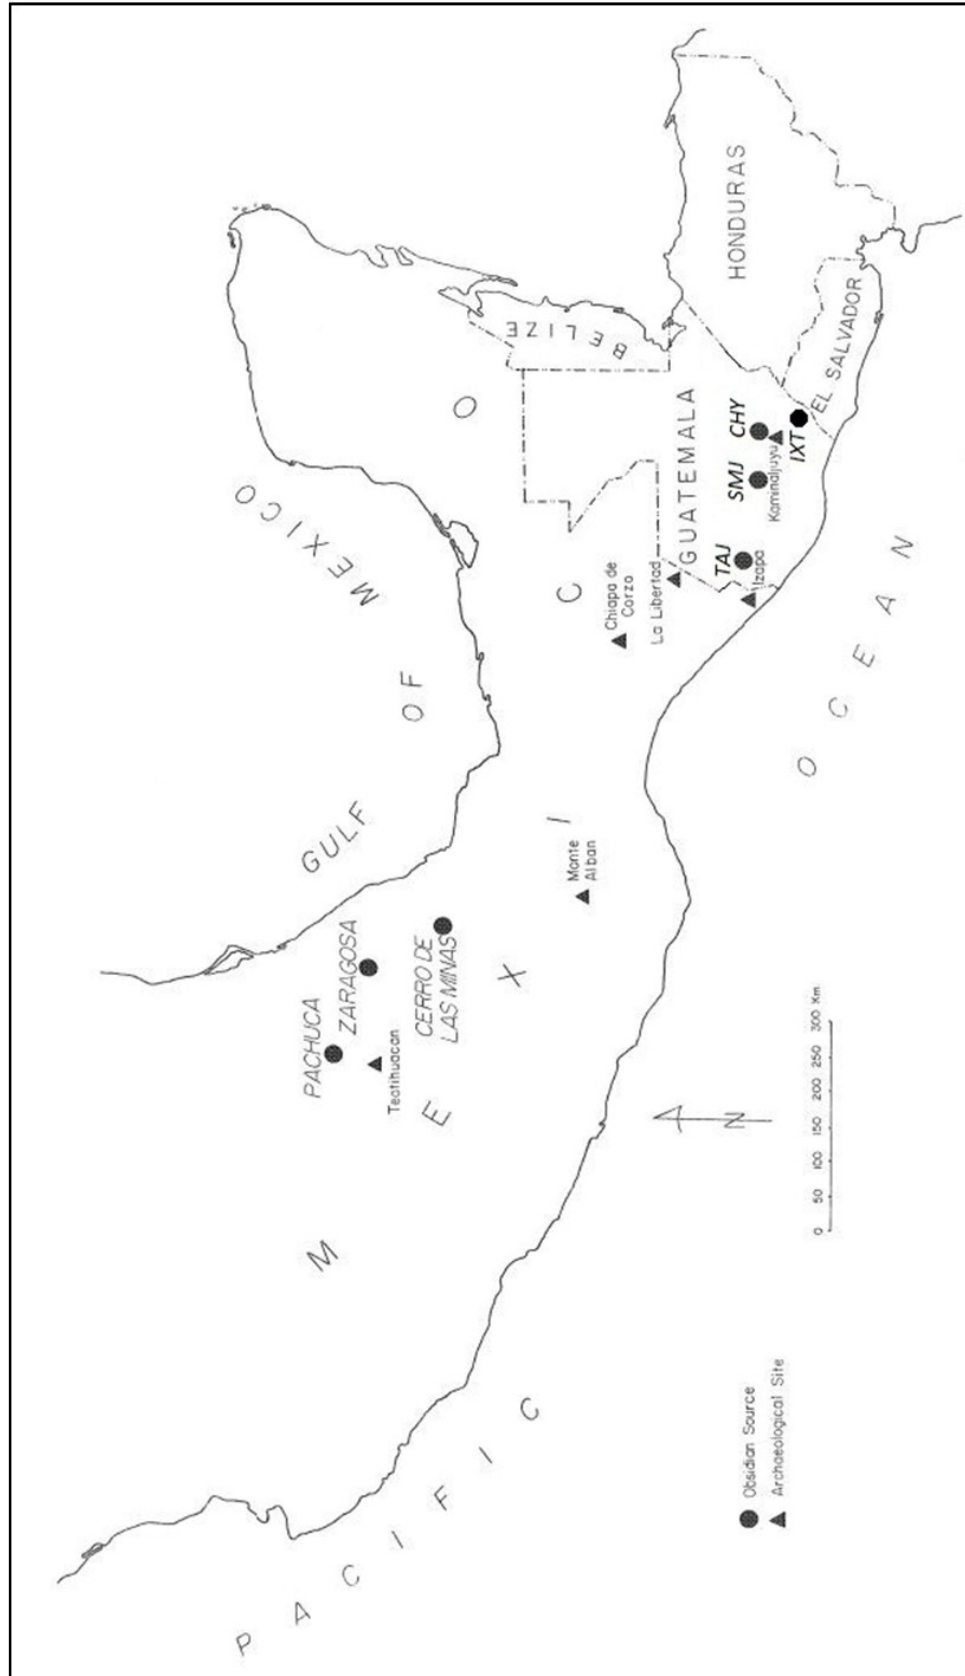 GULF OF MEXICO
PACIFIC OCEAN
MEXICO
PACHUCA
ZARAGOSA
CERRO DE
LAS MINAS
Teotihuacan
Monte
Alban
Chiapa de
Corzo
La Libertad
BELIZE
GUATEMALA
HONDURAS
EL SALVADOR
TAJ
SMJ
CHY
IXT
Izapa
Kaminaljuyu
N
0 50 100 150 200 250 300 Km
Obsidian Source
Archaeological Site